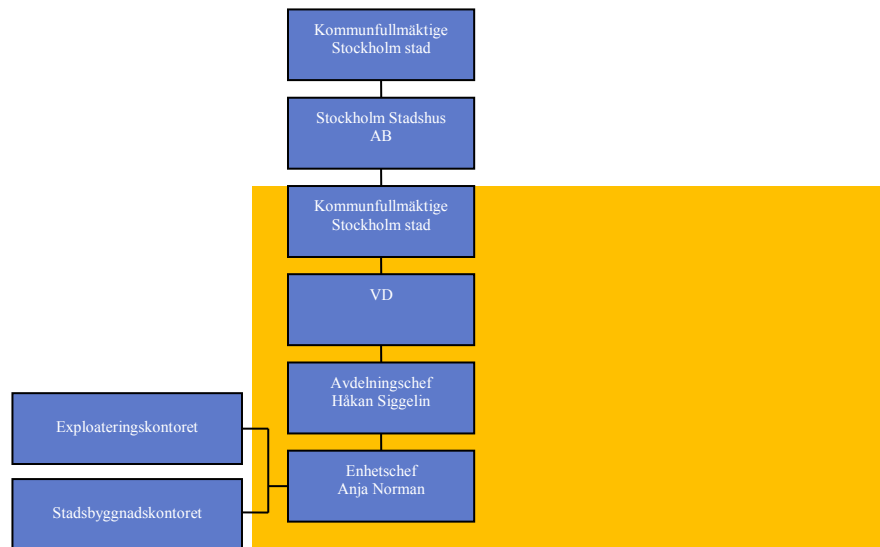 Kommunfullmäktige
Stockholm stad
Stockholm Stadshus
AB
Kommunfullmäktige
Stockholm stad
VD
Avdelningschef
Håkan Siggelin
Exploateringskontoret
Enhetschef
Anja Norman
Stadsbyggnadskontoret